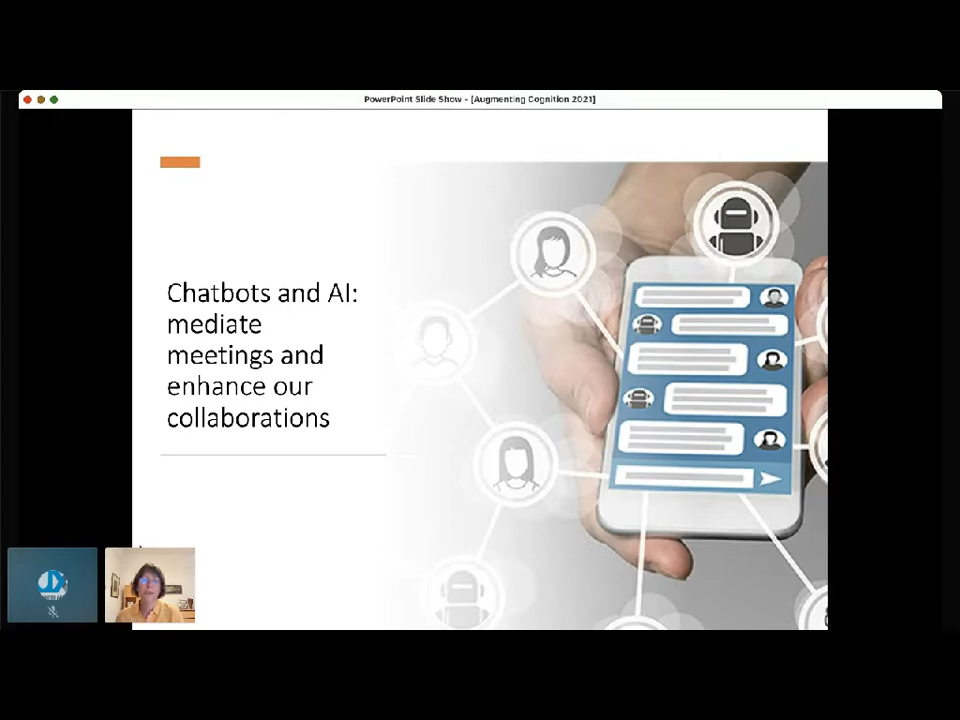 PowerPoint Slide Show - [Augmenting Cognition 2021]
Chatbots and AI:
mediate
meetings and
enhance our
collaborations